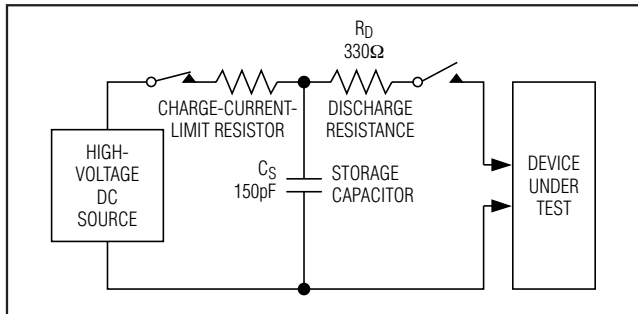 R_D
330Ω
CHARGE-CURRENT-
LIMIT RESISTOR
DISCHARGE
RESISTANCE
HIGH-
VOLTAGE
DC
SOURCE
C_S
150pF
STORAGE
CAPACITOR
DEVICE
UNDER
TEST